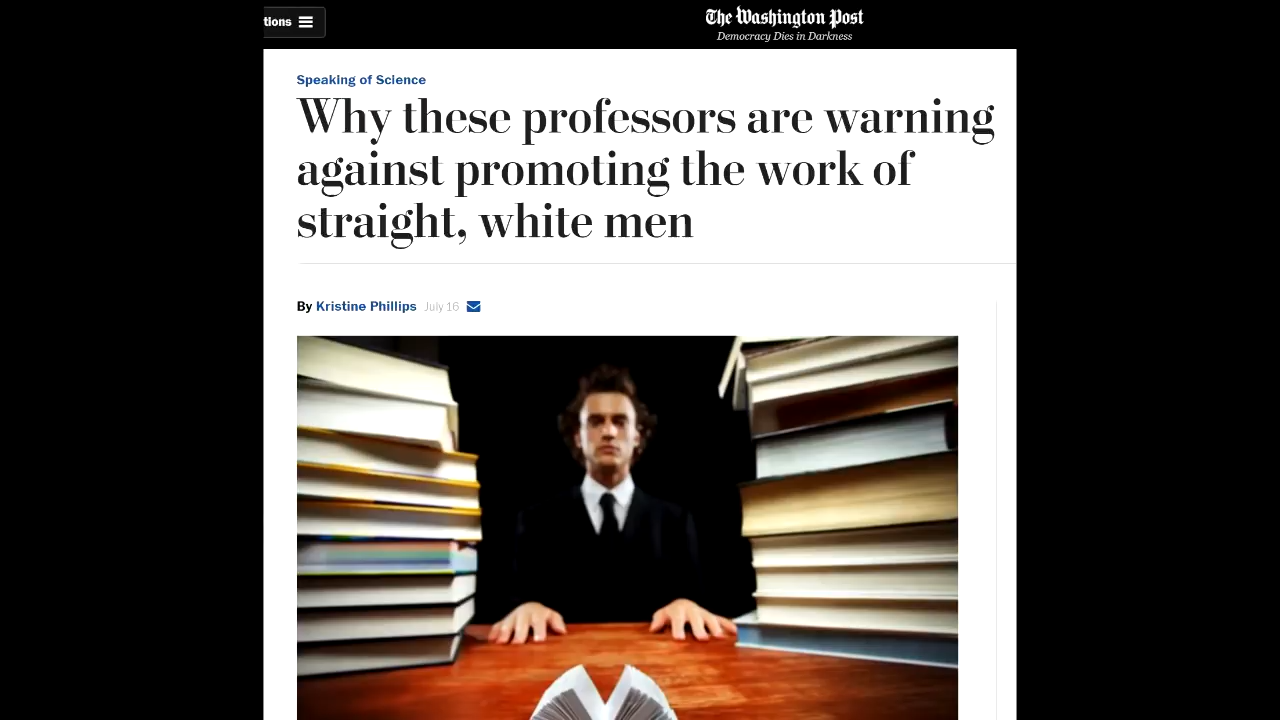 tions
The Washington Post
Democracy Dies in Darkness
Speaking of Science
Why these professors are warning
against promoting the work of
straight, white men
By Kristine Phillips July 16